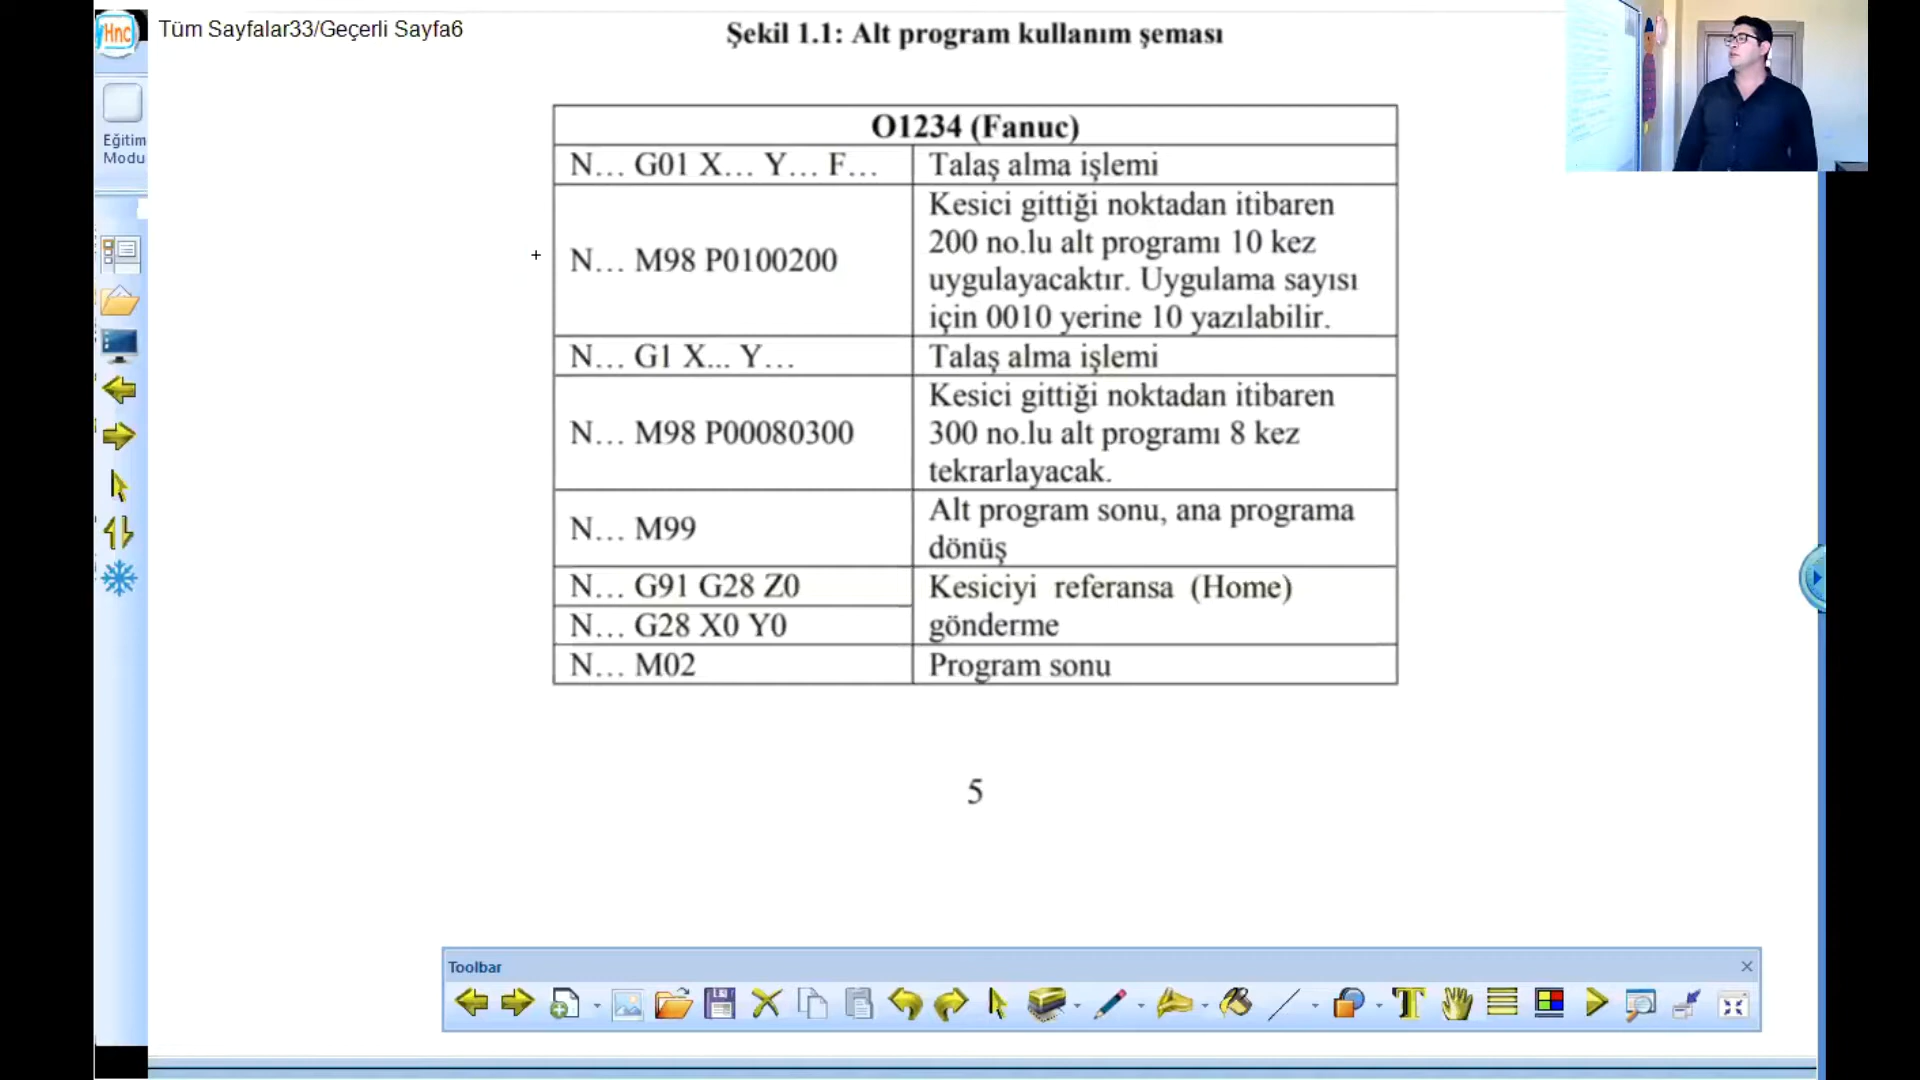 Hnc
Tüm Sayfalar33/Geçerli Sayfa6
Eğitim
Modu
Şekil 1.1: Alt program kullanım şeması
O1234 (Fanuc)
N… G01 X… Y… F…
Talaş alma işlemi
N… M98 P0100200
Kesici gittiği noktadan itibaren
200 no.lu alt programı 10 kez
uygulayacaktır. Uygulama sayısı
için 0010 yerine 10 yazılabilir.
N… G1 X... Y…
Talaş alma işlemi
N… M98 P00080300
Kesici gittiği noktadan itibaren
300 no.lu alt programı 8 kez
tekrarlayacak.
N… M99
Alt program sonu, ana programa
dönüş
N… G91 G28 Z0
N… G28 X0 Y0
Kesiciyi referansa (Home)
gönderme
N… M02
Program sonu
5
Toolbar